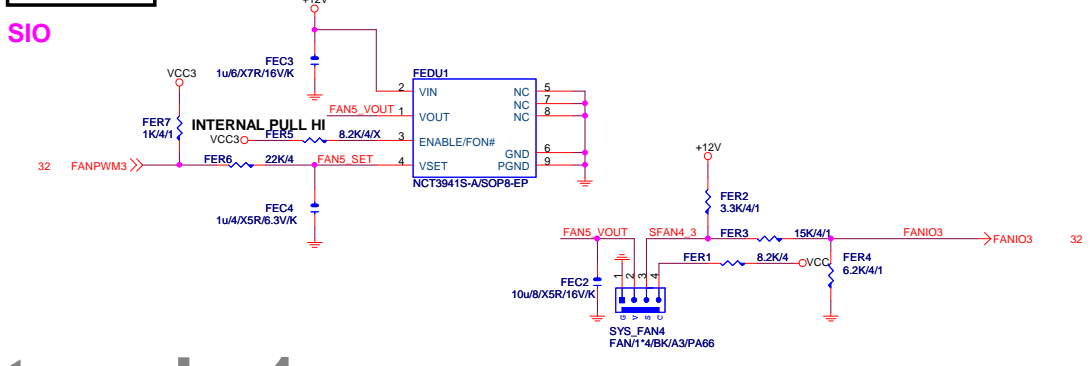 +12V
SIO
FEC3
1u/6/X7R/16V/K
VCC3
FEDU1
2
VIN
NC
5
NC
7
FAN5_VOUT
1
VOUT
NC
8
FER7
1K/4/1
INTERNAL PULL HI
VCC3
FER5
8.2K/4/X
3
ENABLE/FON#
GND
6
32
FANPWM3
FER6
22K/4
FAN5_SET
4
VSET
PGND
9
NCT3941S-A/SOP8-EP
+12V
FEC4
1u/4/X5R/6.3V/K
FER2
3.3K/4/1
FAN5_VOUT
SFAN4_3
FER3
15K/4/1
FANIO3
FANIO3
32
FER1
8.2K/4
VCC
FER4
6.2K/4/1
FEC2
10u/8/X5R/16V/K
1
2
3
4
G
V
S
C
SYS_FAN4
FAN/1*4/BK/A3/PA66